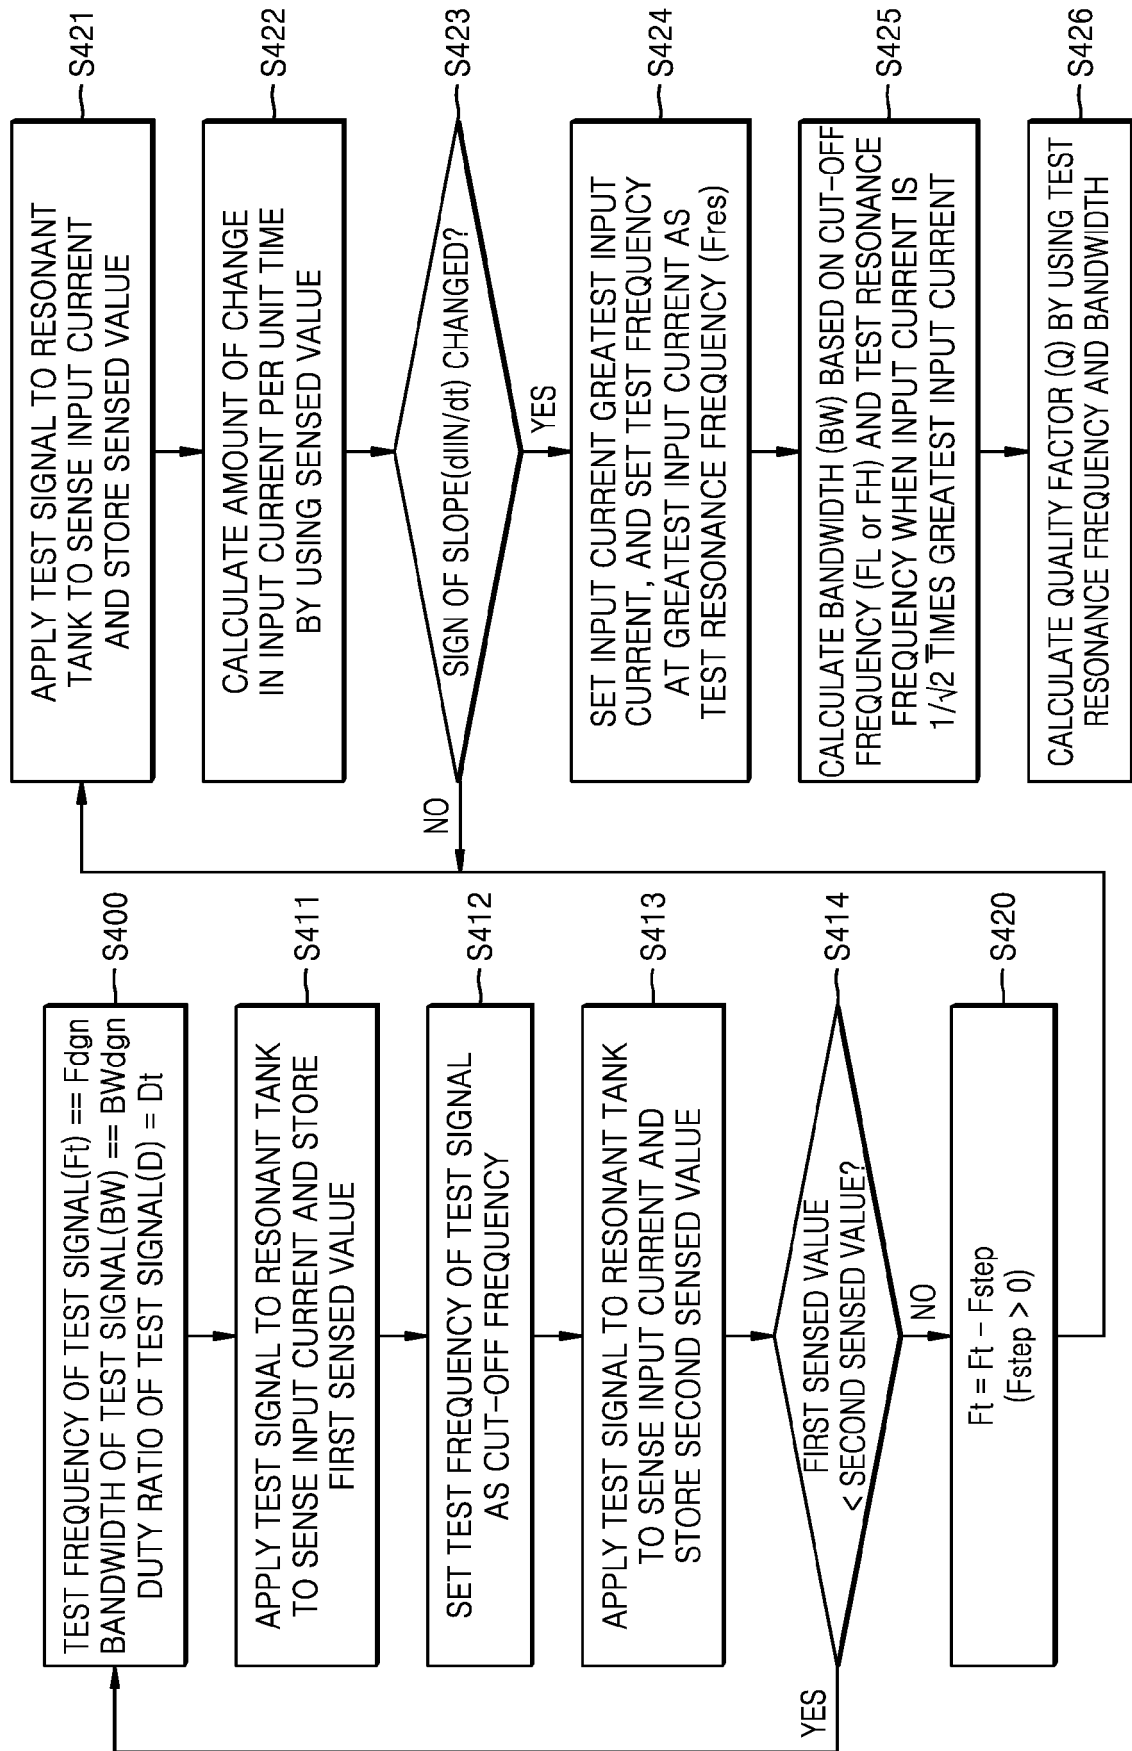 TEST FREQUENCY OF TEST SIGNAL(Ft) == Fdgn
BANDWIDTH OF TEST SIGNAL(BW) == BWdgn
DUTY RATIO OF TEST SIGNAL(D) = Dt
S400
APPLY TEST SIGNAL TO RESONANT TANK
TO SENSE INPUT CURRENT AND STORE
FIRST SENSED VALUE
S411
SET TEST FREQUENCY OF TEST SIGNAL
AS CUT-OFF FREQUENCY
S412
APPLY TEST SIGNAL TO RESONANT TANK
TO SENSE INPUT CURRENT AND
STORE SECOND SENSED VALUE
S413
FIRST SENSED VALUE
< SECOND SENSED VALUE?
S414
YES
NO
Ft = Ft - Fstep
(Fstep > 0)
S420
APPLY TEST SIGNAL TO RESONANT
TANK TO SENSE INPUT CURRENT
AND STORE SENSED VALUE
S421
CALCULATE AMOUNT OF CHANGE
IN INPUT CURRENT PER UNIT TIME
BY USING SENSED VALUE
S422
SIGN OF SLOPE(dIIN/dt) CHANGED?
S423
NO
YES
SET INPUT CURRENT GREATEST INPUT
CURRENT, AND SET TEST FREQUENCY
AT GREATEST INPUT CURRENT AS
TEST RESONANCE FREQUENCY (Fres)
S424
CALCULATE BANDWIDTH (BW) BASED ON CUT-OFF
FREQUENCY (FL or FH) AND TEST RESONANCE
FREQUENCY WHEN INPUT CURRENT IS
1/√2 TIMES GREATEST INPUT CURRENT
S425
CALCULATE QUALITY FACTOR (Q) BY USING TEST
RESONANCE FREQUENCY AND BANDWIDTH
S426